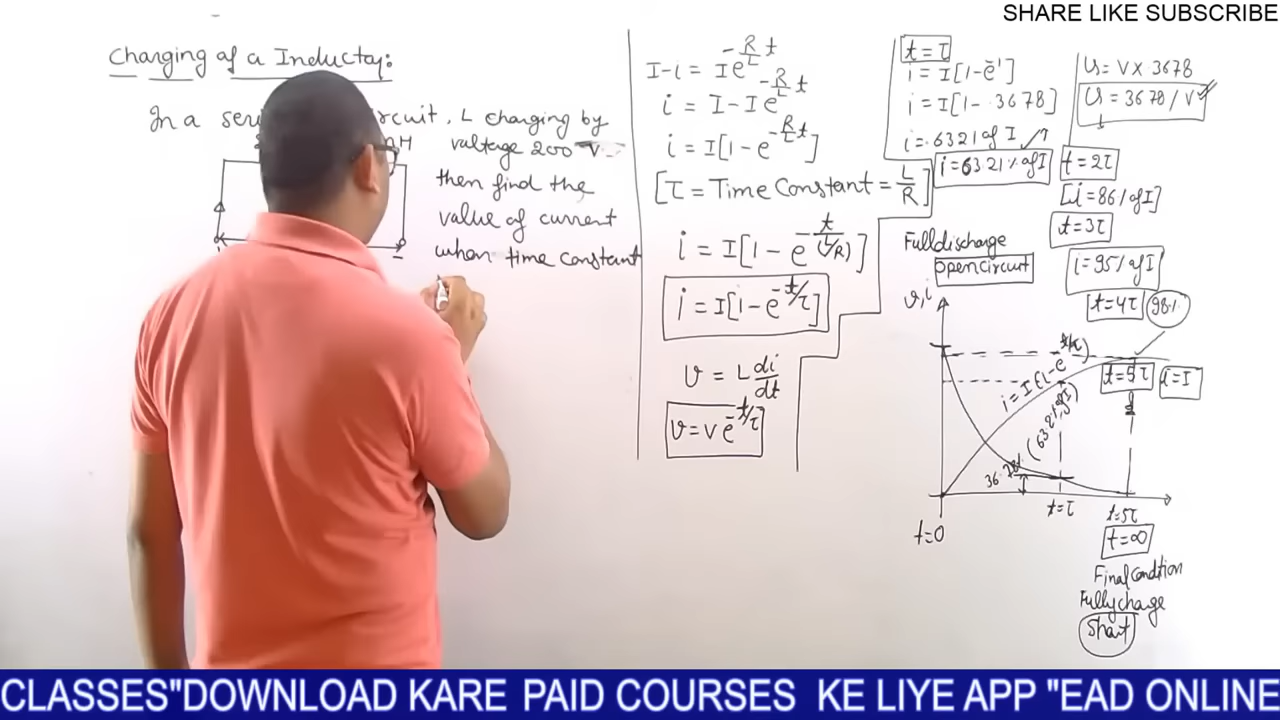 SHARE LIKE SUBSCRIBE
Charging of a Inductor:
In a
, L charging by
H
voltage 200 V
then find the
value of current
when time constant
I-i = Ie^{-R/L t}
i = I-Ie^{-R/L t}
i = I[1-e^{-R/L t}]
[τ = Time Constant = L/R]
i = I[1-e^{-t/(L/R)}]
i = I[1-e^{-t/τ}]
v = L di/dt
v = v e^{-t/τ}
t = τ
i = I[1-e^{-1}]
i = I[1-.3678]
i = .6321 of I
i = 63.21% of I
v = V X .3678
v = 36.78% V
t = 2τ
[i = 86% of I]
t = 3τ
i = 95% of I
t = 4τ
98%
Full discharge
Open Circuit
v, i
i = I(1-e^{-t/τ})
t = 5τ
i = I
(63.2% of I)
36.78%
t = τ
t = 5τ
t = 0
t = ∞
Final Condition
Fully charge
Short
CLASSES"DOWNLOAD KARE PAID COURSES KE LIYE APP "EAD ONLINE